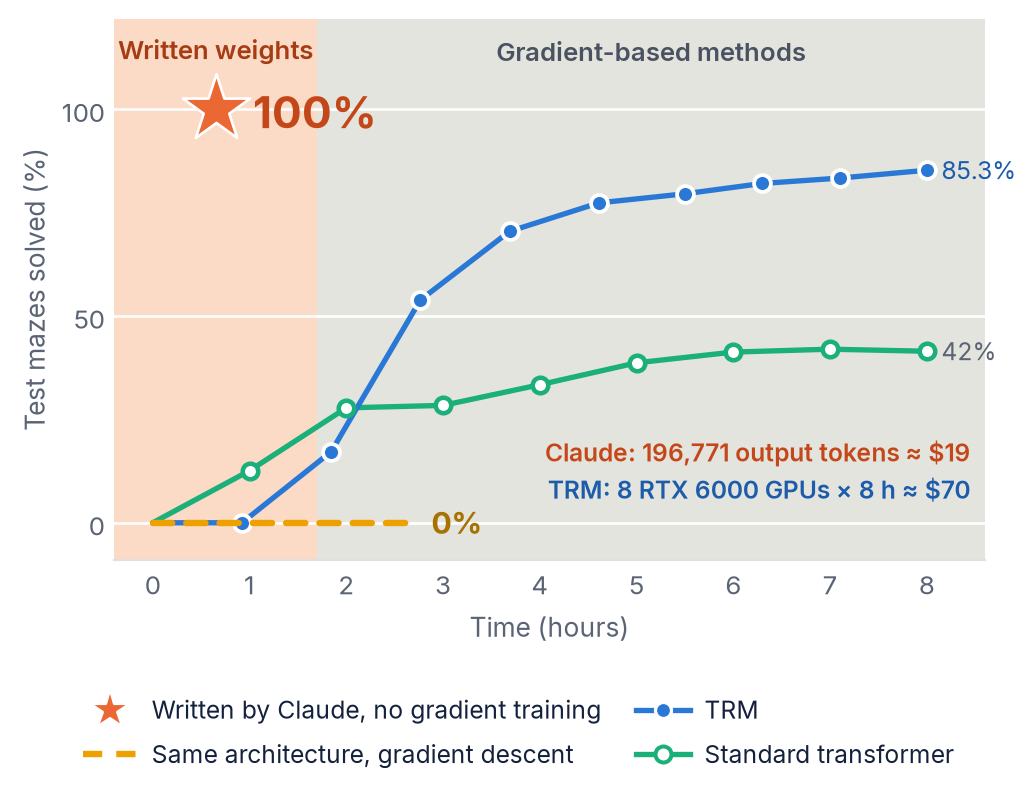 Written weights
Gradient-based methods
100%
100
85.3%
50
42%
Claude: 196,771 output tokens ≈ $19
TRM: 8 RTX 6000 GPUs × 8 h ≈ $70
0
0%
Test mazes solved (%)
0 1 2 3 4 5 6 7 8
Time (hours)
Written by Claude, no gradient training
TRM
Same architecture, gradient descent
Standard transformer